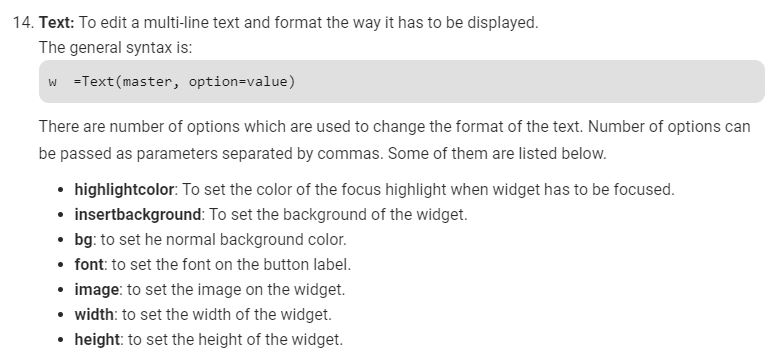 14. Text: To edit a multi-line text and format the way it has to be displayed.
The general syntax is:
w  =Text(master, option=value)
There are number of options which are used to change the format of the text. Number of options can
be passed as parameters separated by commas. Some of them are listed below.
• highlightcolor: To set the color of the focus highlight when widget has to be focused.
• insertbackground: To set the background of the widget.
• bg: to set he normal background color.
• font: to set the font on the button label.
• image: to set the image on the widget.
• width: to set the width of the widget.
• height: to set the height of the widget.